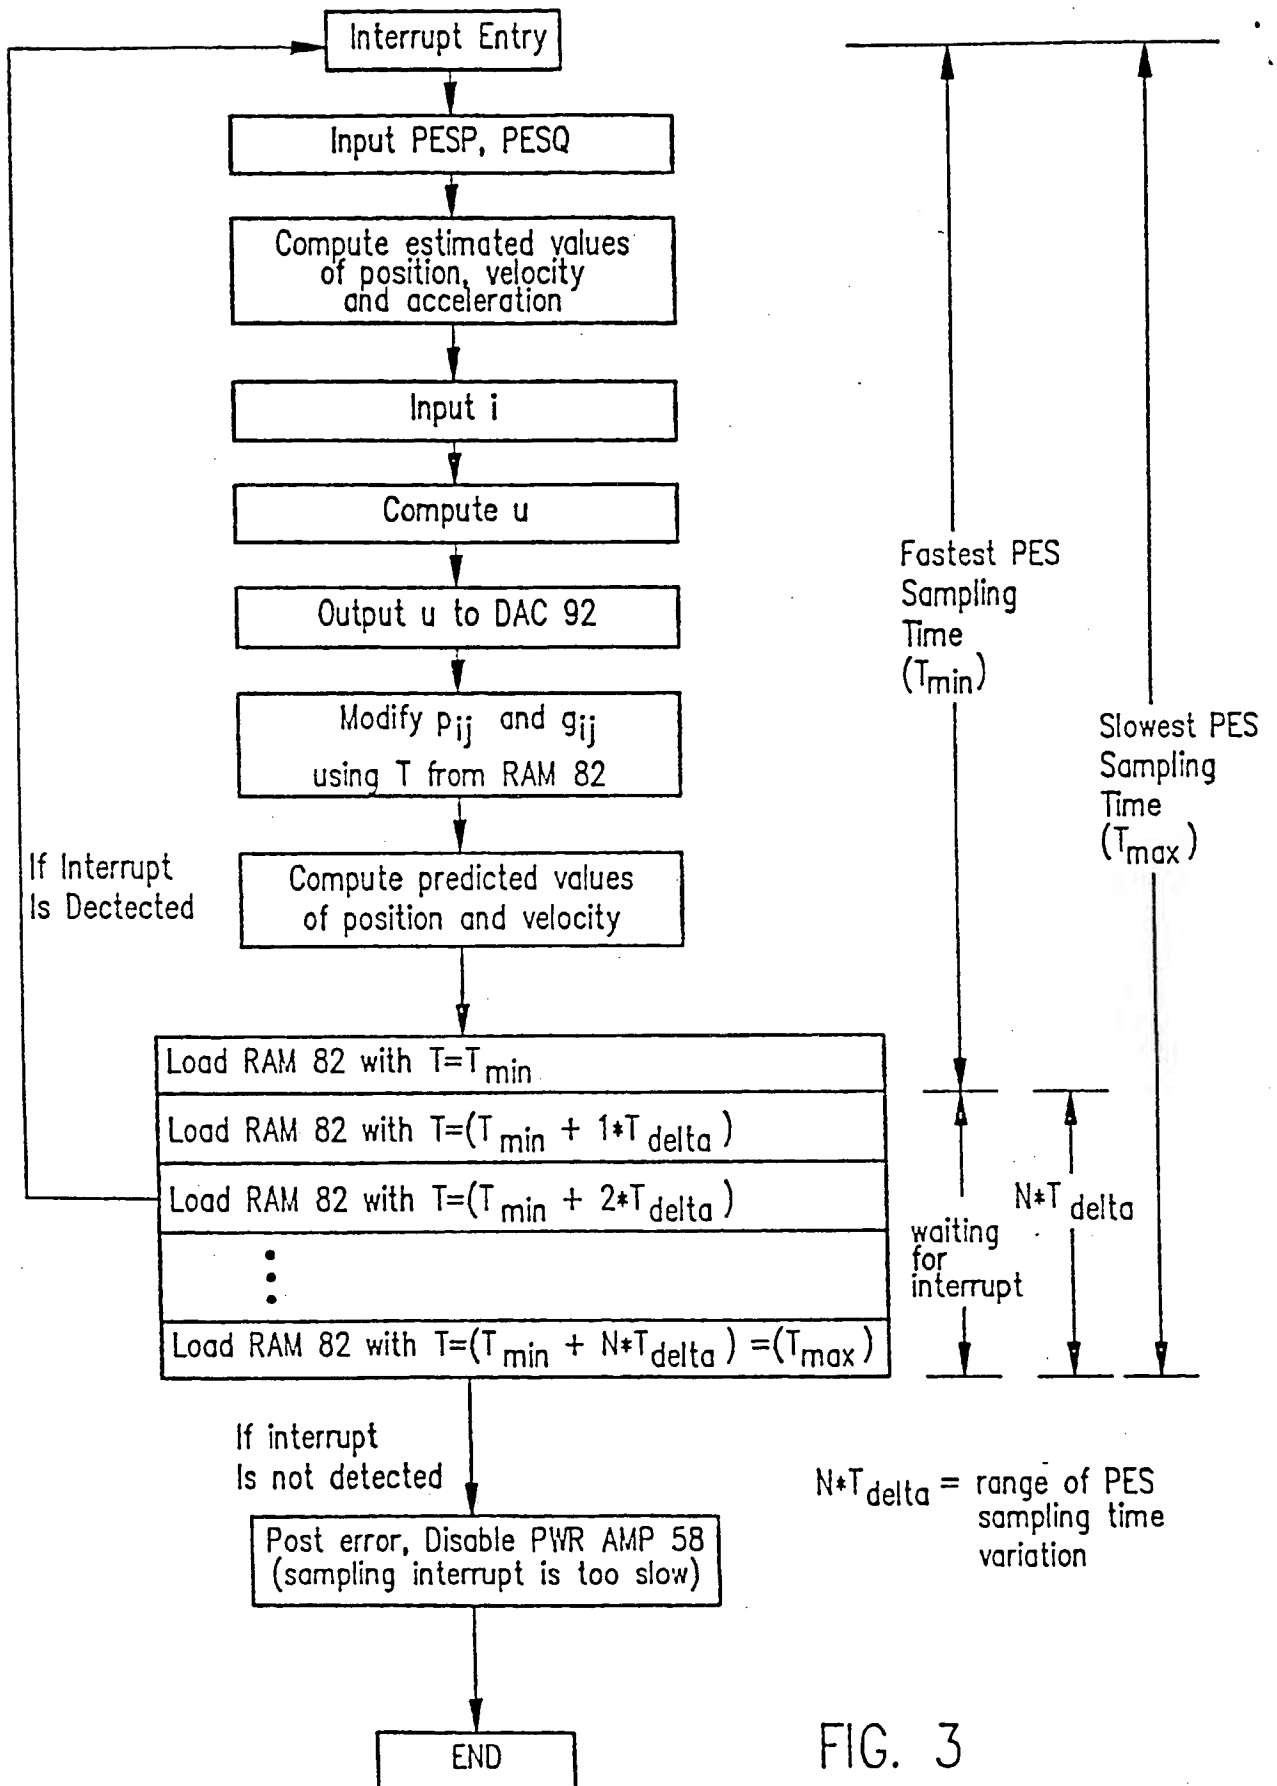 Interrupt Entry
Input PESP, PESQ
Compute estimated values
of position, velocity
and acceleration
Input i
Compute u
Output u to DAC 92
Modify pij and gij
using T from RAM 82
Compute predicted values
of position and velocity
If Interrupt
Is Dectected
Load RAM 82 with T=Tmin
Load RAM 82 with T=(Tmin + 1*Tdelta)
Load RAM 82 with T=(Tmin + 2*Tdelta)
Load RAM 82 with T=(Tmin + N*Tdelta) =(Tmax)
If interrupt
Is not detected
Post error, Disable PWR AMP 58
(sampling interrupt is too slow)
END
Fastest PES
Sampling
Time
(Tmin)
Slowest PES
Sampling
Time
(Tmax)
waiting
for
interrupt
N*Tdelta
N*Tdelta = range of PES
sampling time
variation
FIG. 3